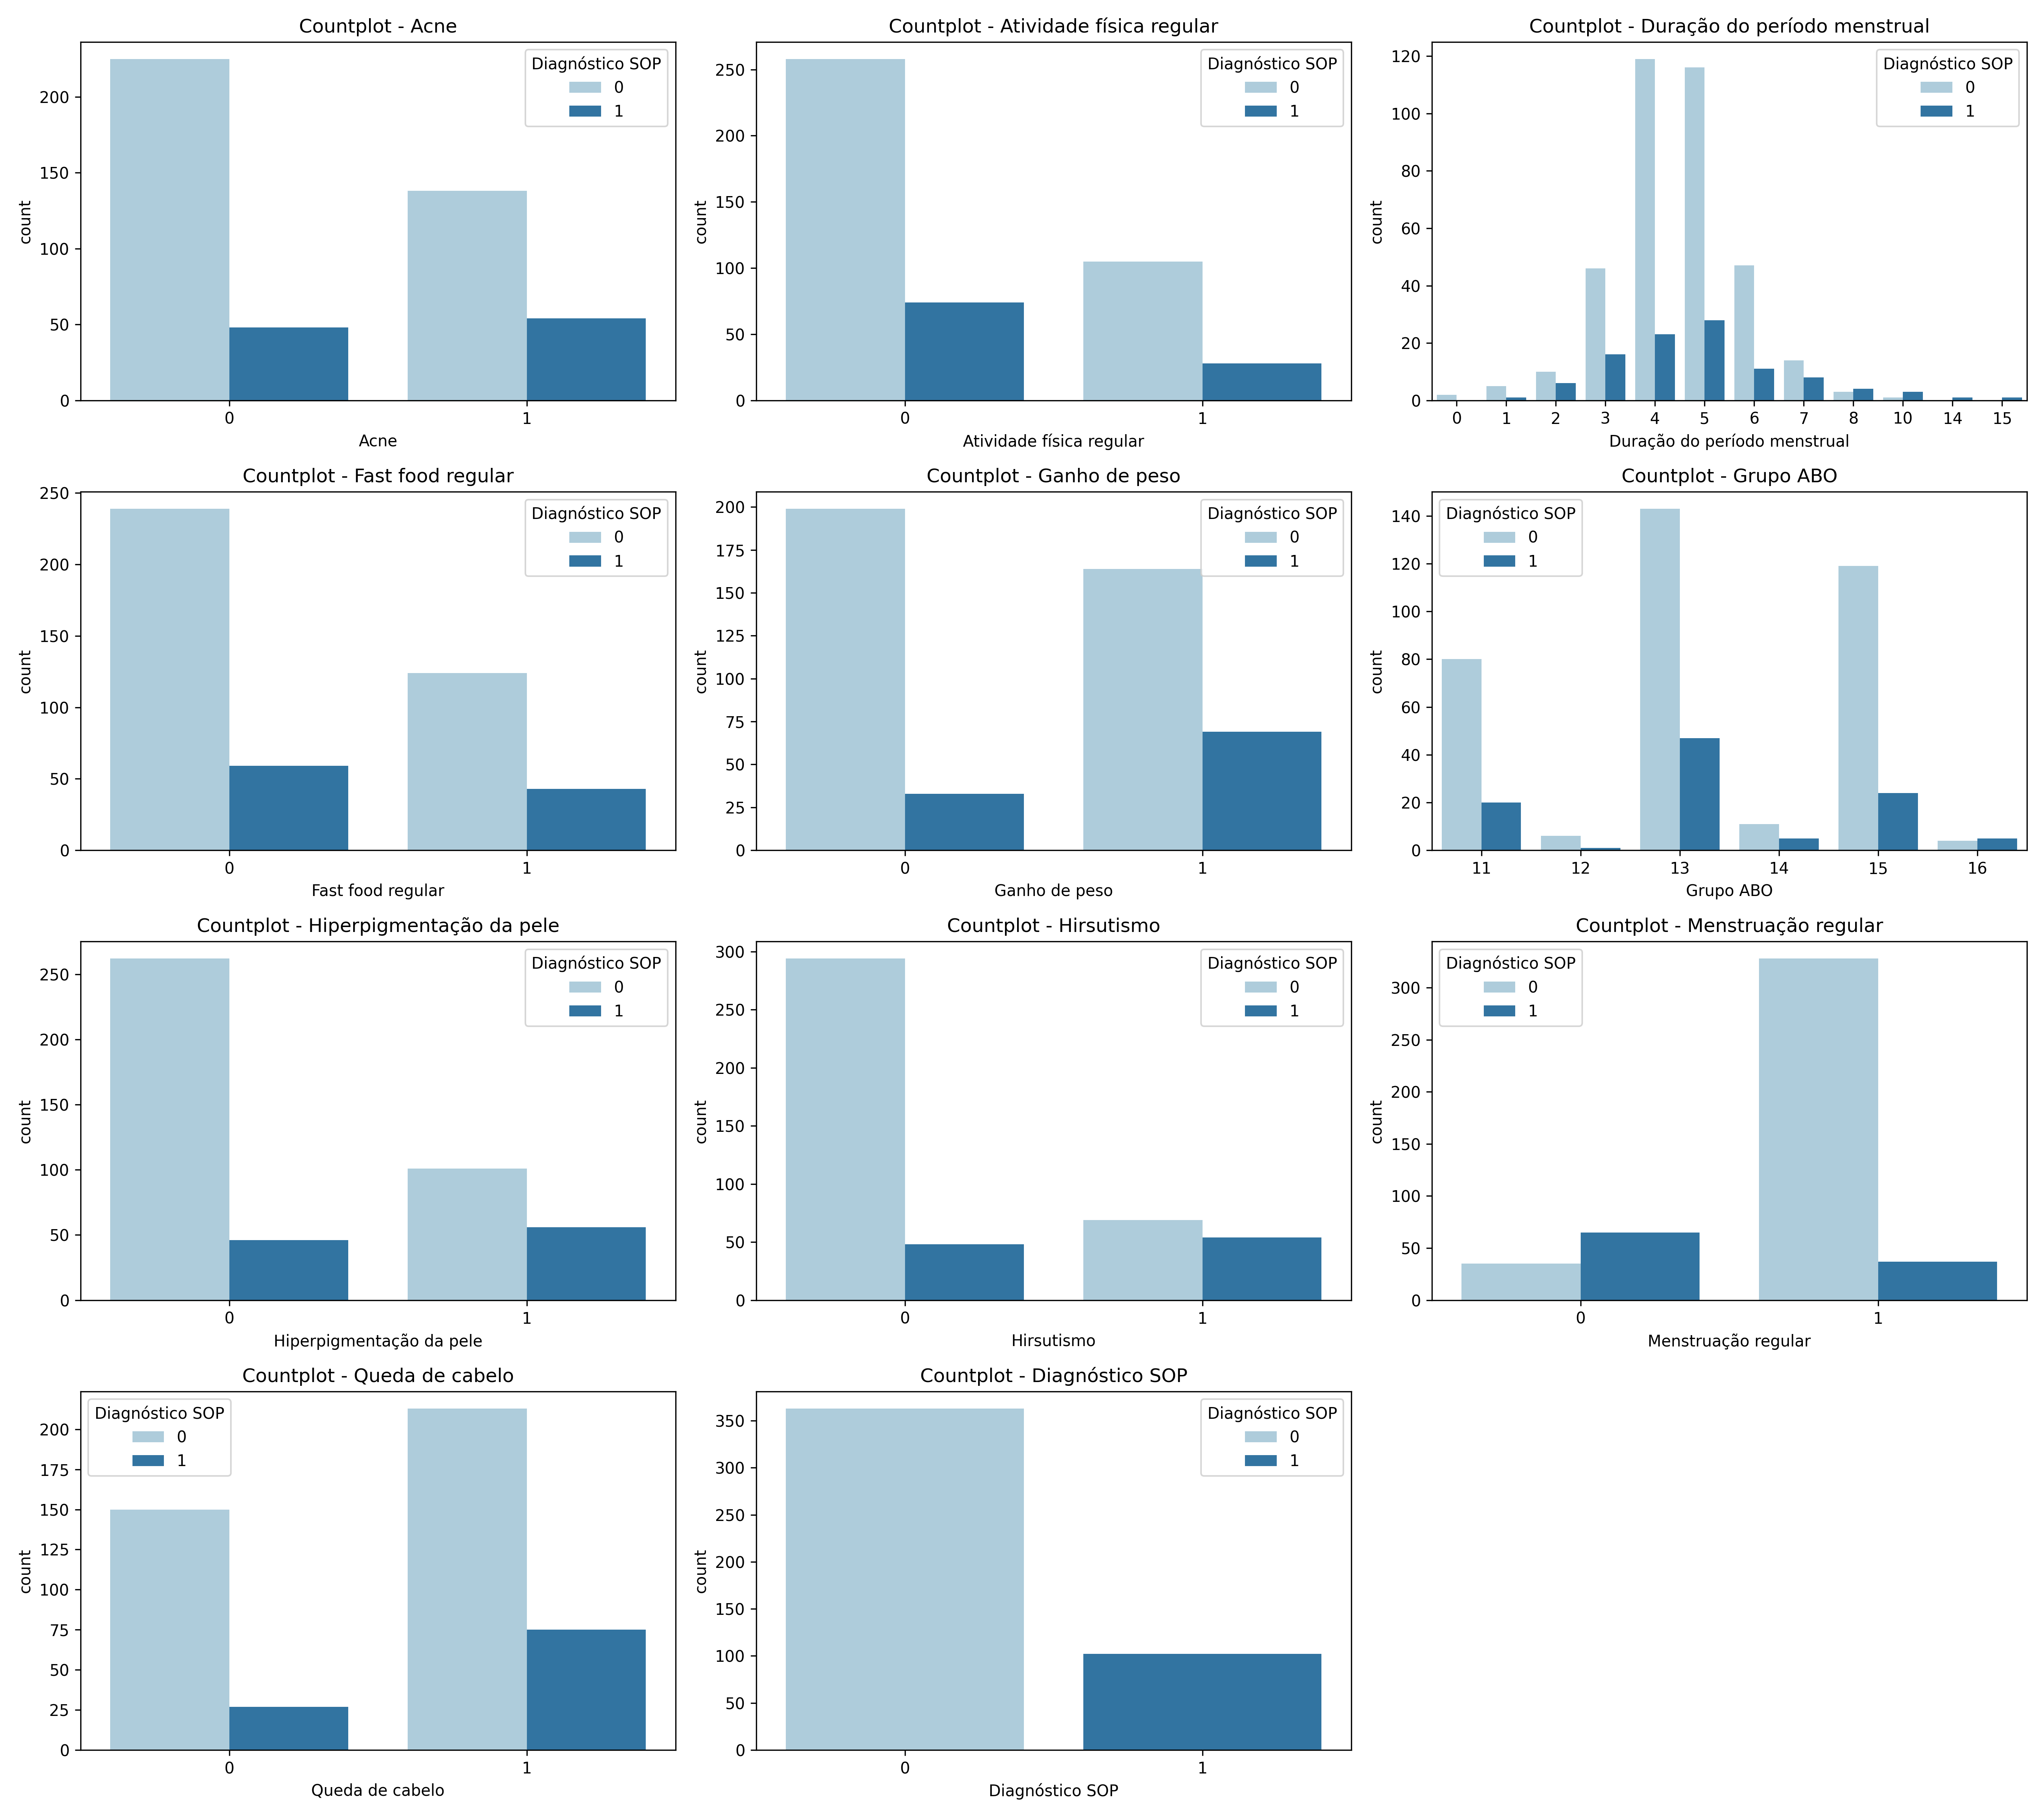 Countplot - Acne
Diagnóstico SOP
0
1
200
150
100
50
0
count
0 1
Acne
Countplot - Atividade física regular
Diagnóstico SOP
0
1
250
200
150
100
50
0
count
0 1
Atividade física regular
Countplot - Duração do período menstrual
Diagnóstico SOP
0
1
120
100
80
60
40
20
0
count
0 1 2 3 4 5 6 7 8 10 14 15
Duração do período menstrual
Countplot - Fast food regular
Diagnóstico SOP
0
1
250
200
150
100
50
0
count
0 1
Fast food regular
Countplot - Ganho de peso
Diagnóstico SOP
0
1
200
175
150
125
100
75
50
25
0
count
0 1
Ganho de peso
Countplot - Grupo ABO
Diagnóstico SOP
0
1
140
120
100
80
60
40
20
0
count
11 12 13 14 15 16
Grupo ABO
Countplot - Hiperpigmentação da pele
Diagnóstico SOP
0
1
250
200
150
100
50
0
count
0 1
Hiperpigmentação da pele
Countplot - Hirsutismo
Diagnóstico SOP
0
1
300
250
200
150
100
50
0
count
0 1
Hirsutismo
Countplot - Menstruação regular
Diagnóstico SOP
0
1
300
250
200
150
100
50
0
count
0 1
Menstruação regular
Countplot - Queda de cabelo
Diagnóstico SOP
0
1
200
175
150
125
100
75
50
25
0
count
0 1
Queda de cabelo
Countplot - Diagnóstico SOP
Diagnóstico SOP
0
1
350
300
250
200
150
100
50
0
count
0 1
Diagnóstico SOP